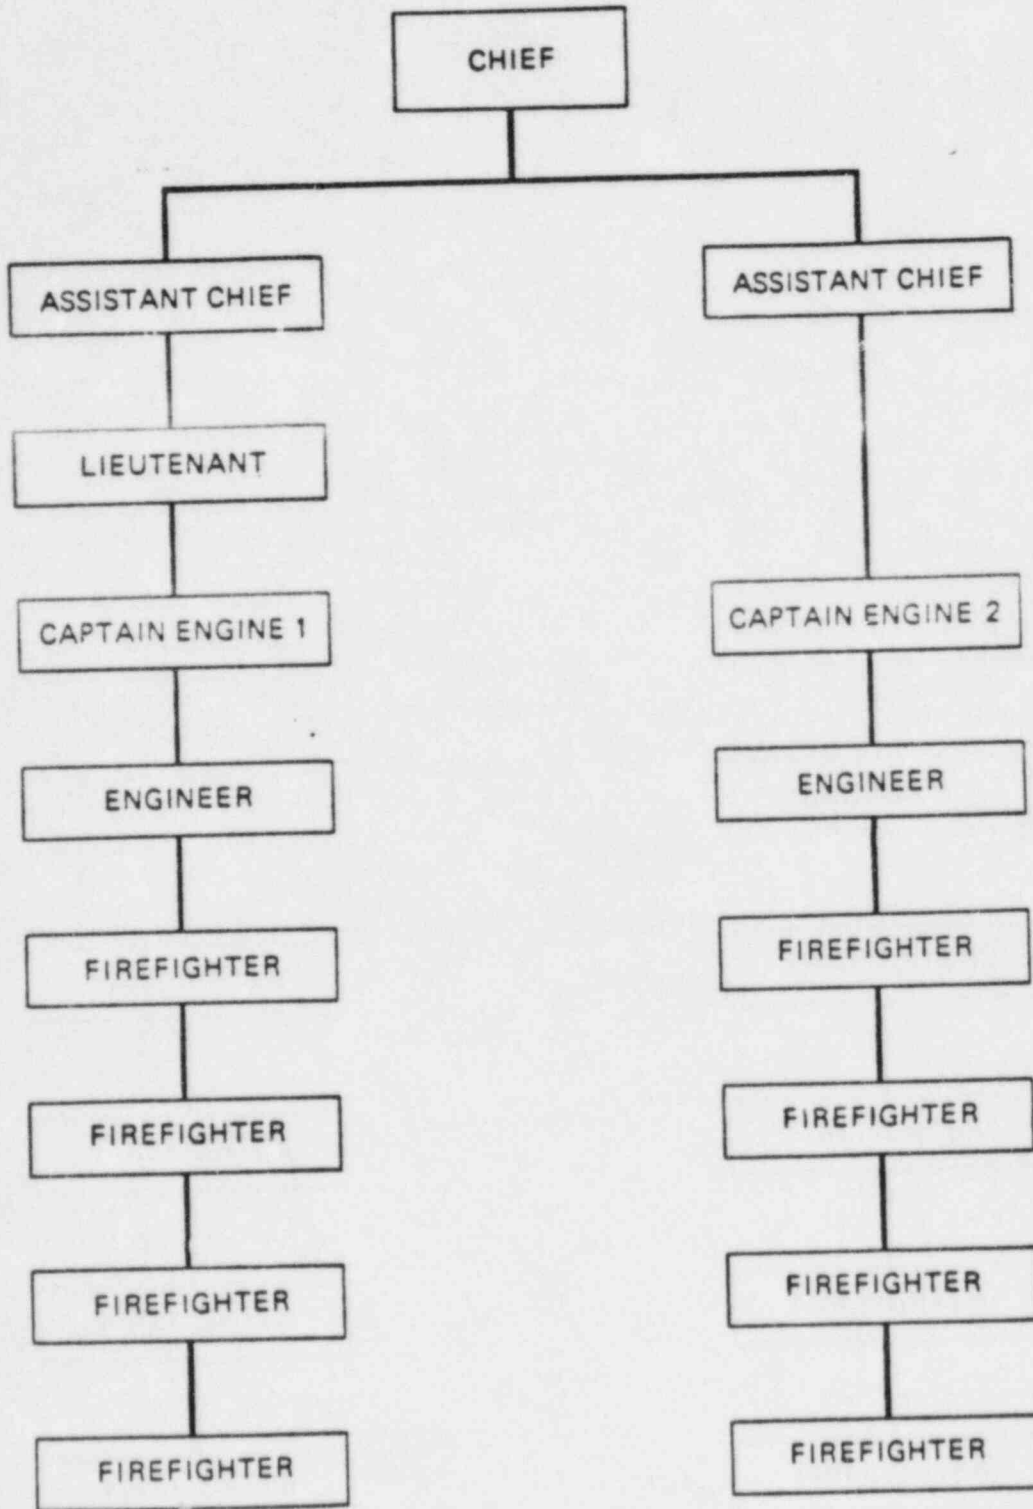 CHIEF
ASSISTANT CHIEF
ASSISTANT CHIEF
LIEUTENANT
CAPTAIN ENGINE 1
CAPTAIN ENGINE 2
ENGINEER
ENGINEER
FIREFIGHTER
FIREFIGHTER
FIREFIGHTER
FIREFIGHTER
FIREFIGHTER
FIREFIGHTER
FIREFIGHTER
FIREFIGHTER